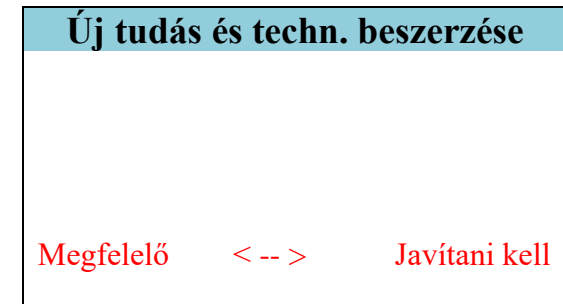 Új tudás és techn. beszerzése
Megfelelő < -- > Javítani kell